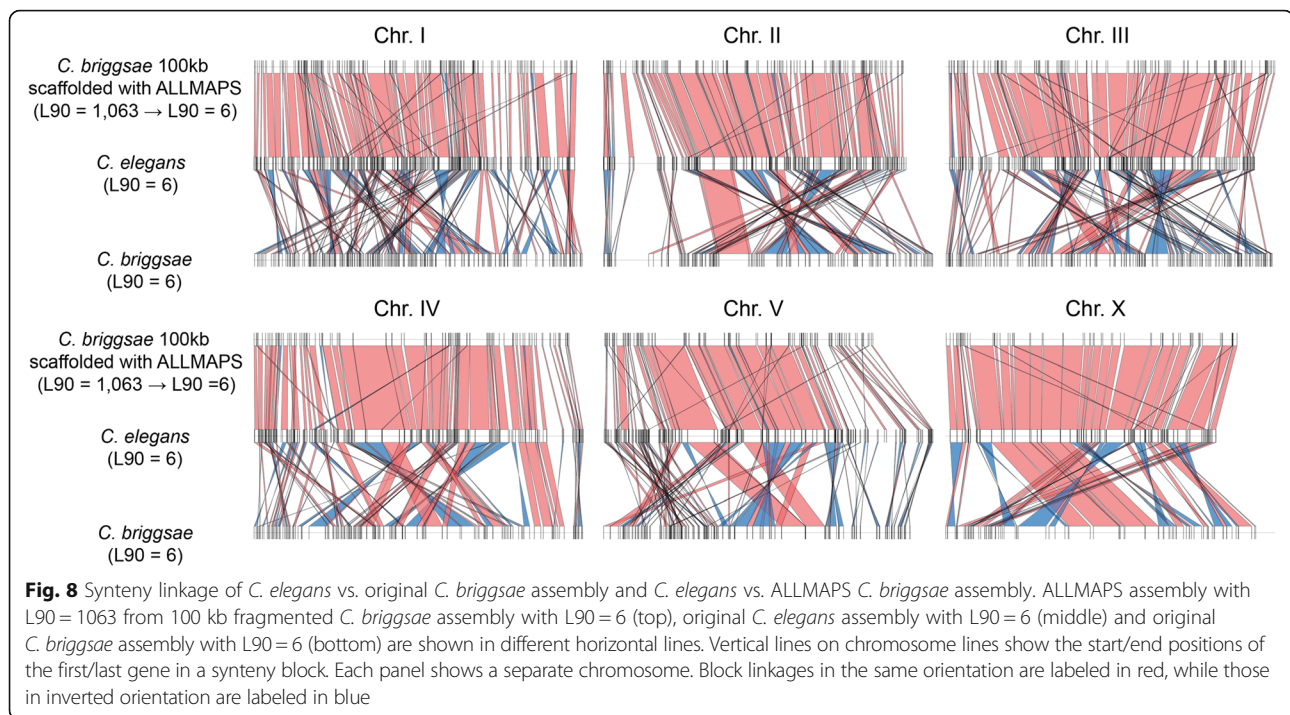 Chr. I
Chr. II
Chr. III
C. briggsae 100kb
scaffolded with ALLMAPS
(L90 = 1,063 → L90 = 6)
C. elegans
(L90 = 6)
C. briggsae
(L90 = 6)
Chr. IV
Chr. V
Chr. X
C. briggsae 100kb
scaffolded with ALLMAPS
(L90 = 1,063 → L90 =6)
C. elegans
(L90 = 6)
C. briggsae
(L90 = 6)
Fig. 8 Synteny linkage of C. elegans vs. original C. briggsae assembly and C. elegans vs. ALLMAPS C. briggsae assembly. ALLMAPS assembly with
L90 = 1063 from 100 kb fragmented C. briggsae assembly with L90 = 6 (top), original C. elegans assembly with L90 = 6 (middle) and original
C. briggsae assembly with L90 = 6 (bottom) are shown in different horizontal lines. Vertical lines on chromosome lines show the start/end positions of
the first/last gene in a synteny block. Each panel shows a separate chromosome. Block linkages in the same orientation are labeled in red, while those
in inverted orientation are labeled in blue